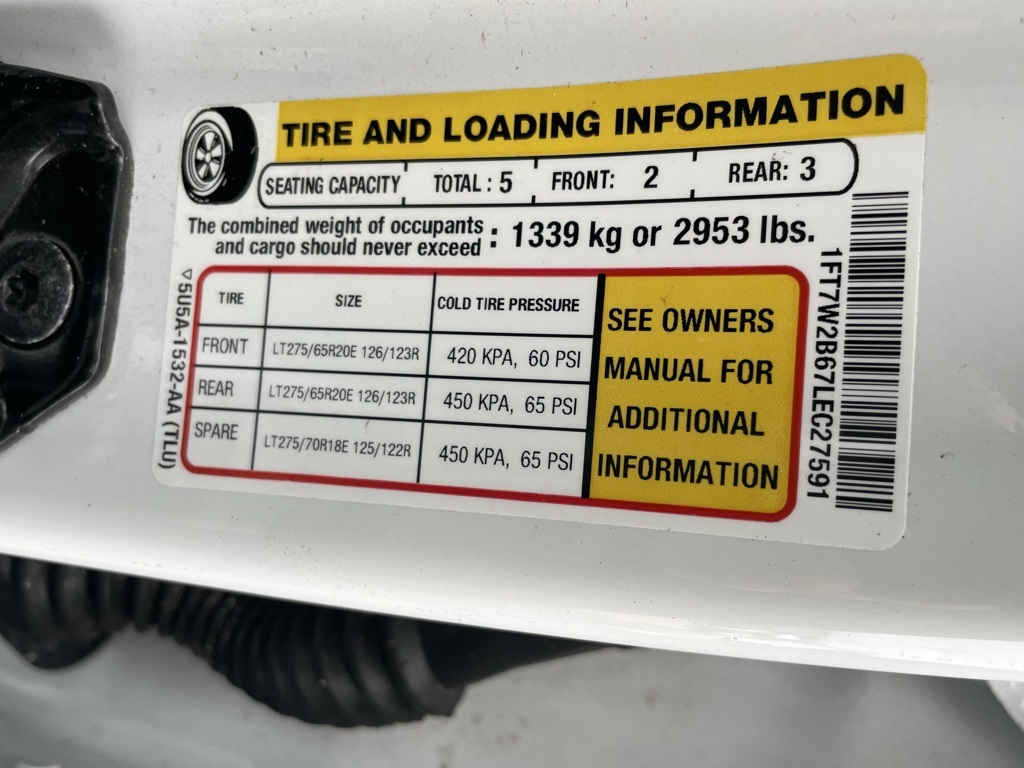 TIRE AND LOADING INFORMATION
SEATING CAPACITY TOTAL : 5 FRONT: 2 REAR: 3
The combined weight of occupants
and cargo should never exceed : 1339 kg or 2953 lbs.
TIRE SIZE COLD TIRE PRESSURE
FRONT LT275/65R20E 126/123R 420 KPA, 60 PSI
REAR LT275/65R20E 126/123R 450 KPA, 65 PSI
SPARE LT275/70R18E 125/122R 450 KPA, 65 PSI
SEE OWNERS
MANUAL FOR
ADDITIONAL
INFORMATION
5U5A-1532-AA (TLU)
1FT7W2B67LEC27591